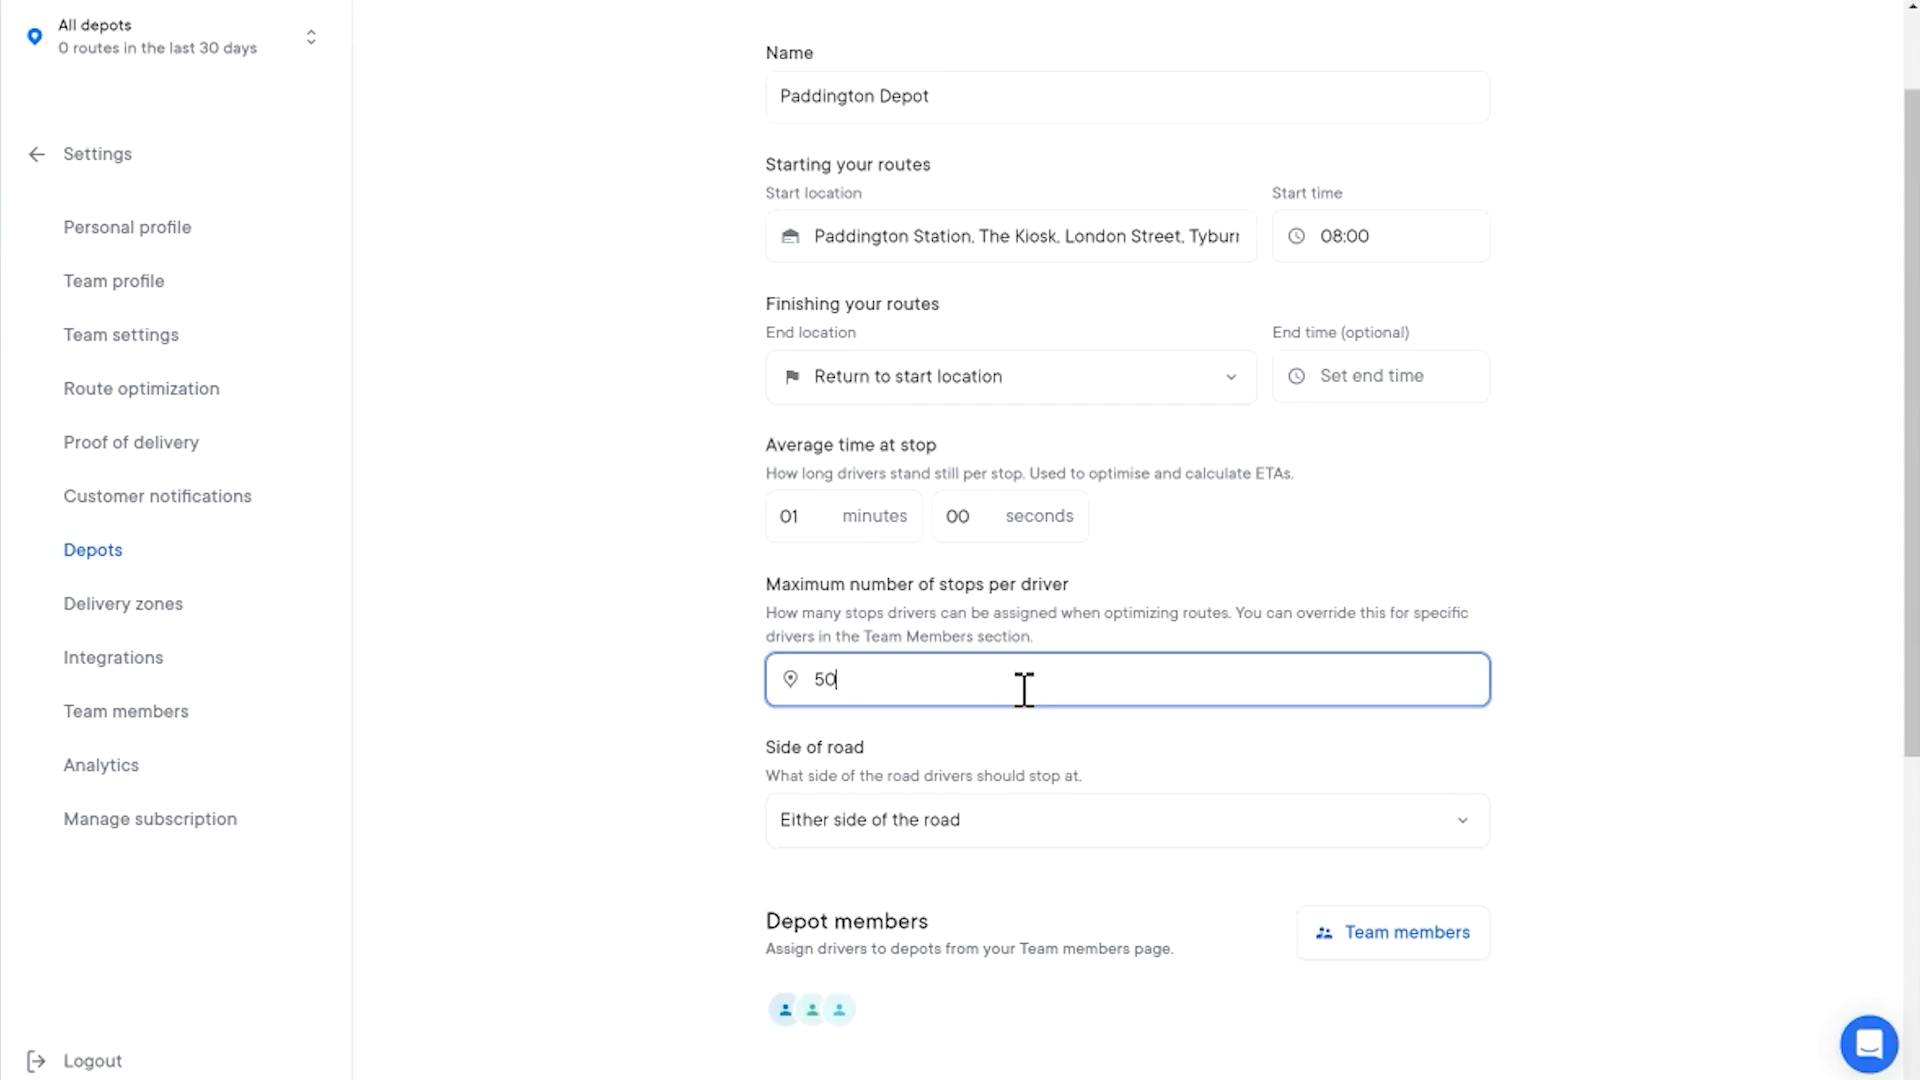 All depots
0 routes in the last 30 days
Settings
Personal profile
Team profile
Team settings
Route optimization
Proof of delivery
Customer notifications
Depots
Delivery zones
Integrations
Team members
Analytics
Manage subscription
Logout
Name
Paddington Depot
Starting your routes
Start location
Start time
Paddington Station, The Kiosk, London Street, Tyburn
08:00
Finishing your routes
End location
End time (optional)
Return to start location
Set end time
Average time at stop
How long drivers stand still per stop. Used to optimise and calculate ETAs.
01 minutes
00 seconds
Maximum number of stops per driver
How many stops drivers can be assigned when optimizing routes. You can override this for specific
drivers in the Team Members section.
50
Side of road
What side of the road drivers should stop at.
Either side of the road
Depot members
Assign drivers to depots from your Team members page.
Team members